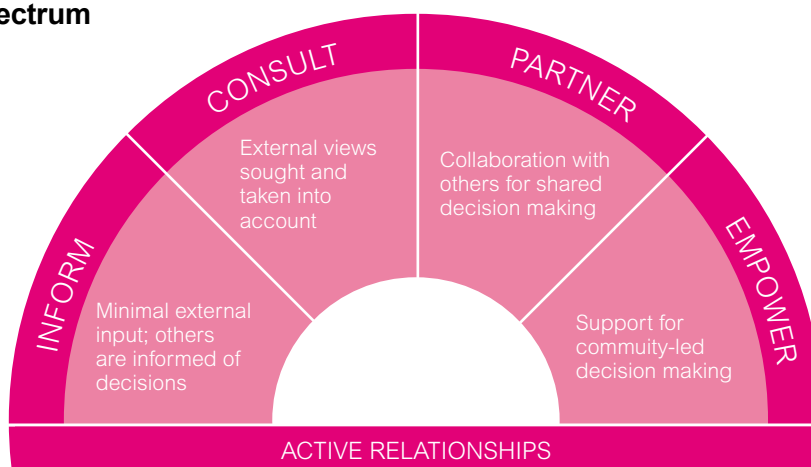 ectrum
CONSULT
PARTNER
External views
sought and
taken into
account
Collaboration with
others for shared
decision making
INFORM
EMPOWER
Minimal external
input; others
are informed of
decisions
Support for
commuity-led
decision making
ACTIVE RELATIONSHIPS